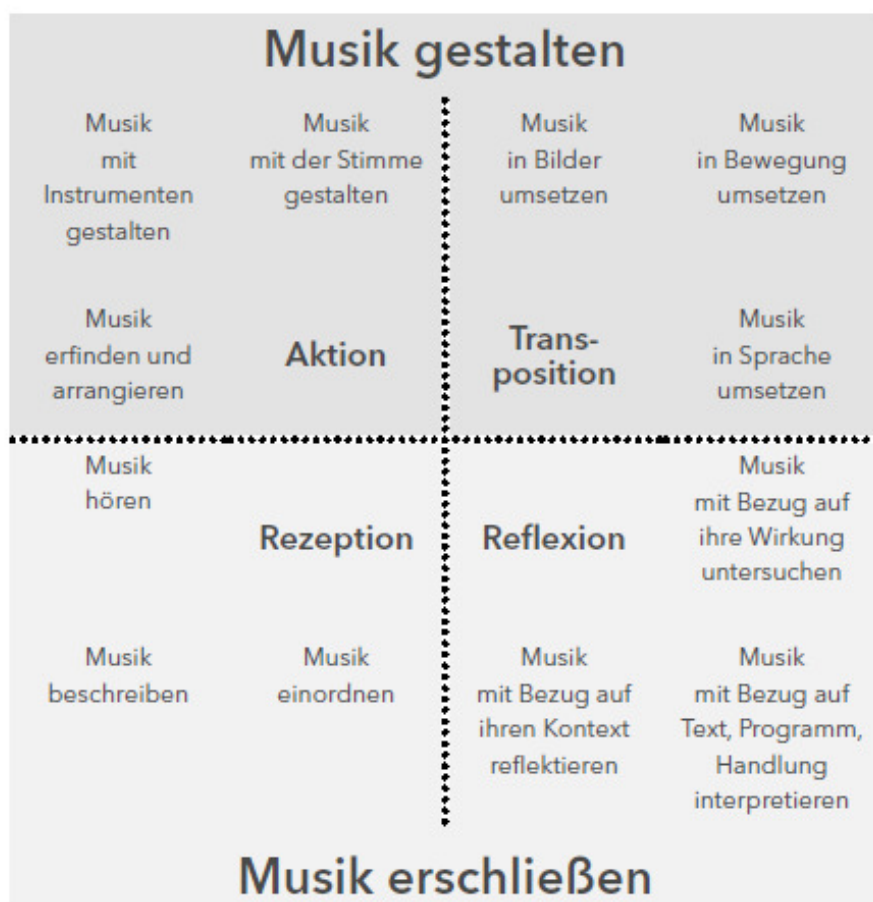 Musik gestalten
Musik
mit
Instrumenten
gestalten
Musik
mit der Stimme
gestalten
Musik
in Bilder
umsetzen
Musik
in Bewegung
umsetzen
Musik
erfinden und
arrangieren
Aktion
Trans-
position
Musik
in Sprache
umsetzen
Musik
hören
Rezeption
Reflexion
Musik
mit Bezug auf
ihre Wirkung
untersuchen
Musik
beschreiben
Musik
einordnen
Musik
mit Bezug auf
ihren Kontext
reflektieren
Musik
mit Bezug auf
Text, Programm,
Handlung
interpretieren
Musik erschließen